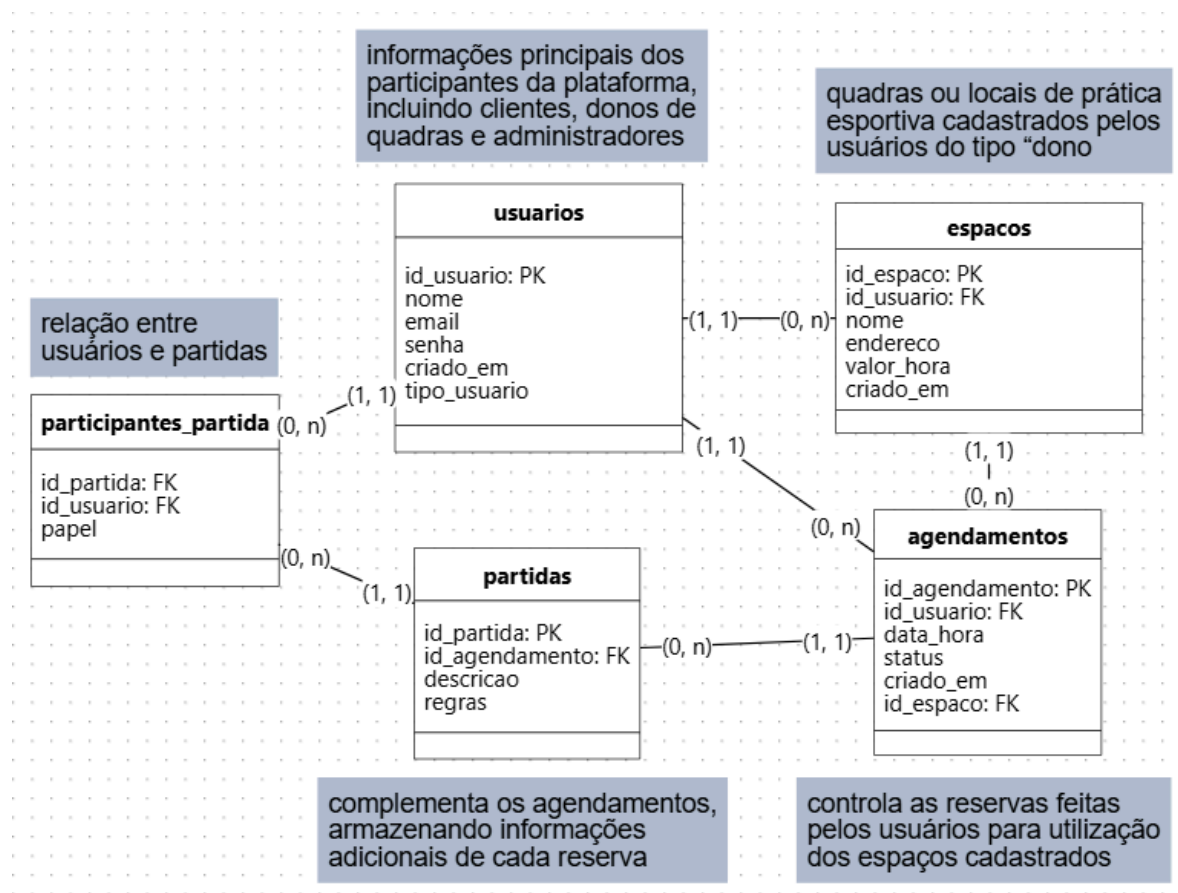 informações principais dos
participantes da plataforma,
incluindo clientes, donos de
quadras e administradores
quadras ou locais de prática
esportiva cadastrados pelos
usuários do tipo “dono
usuarios
id_usuario: PK
nome
email
senha
criado_em
tipo_usuario
espacos
id_espaco: PK
id_usuario: FK
nome
endereco
valor_hora
criado_em
(1, 1)
(0, n)
relação entre
usuários e partidas
participantes_partida
id_partida: FK
id_usuario: FK
papel
(0, n)
(1, 1)
(1, 1)
(0, n)
(1, 1)
(0, n)
agendamentos
id_agendamento: PK
id_usuario: FK
data_hora
status
criado_em
id_espaco: FK
(0, n)
(1, 1)
partidas
id_partida: PK
id_agendamento: FK
descricao
regras
(0, n)
(1, 1)
complementa os agendamentos,
armazenando informações
adicionais de cada reserva
controla as reservas feitas
pelos usuários para utilização
dos espaços cadastrados